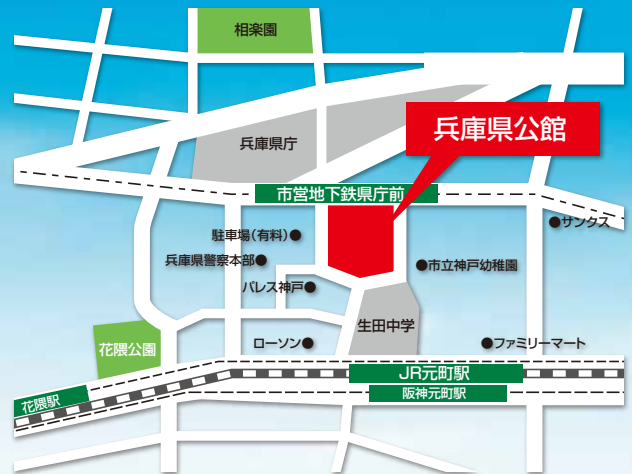 相楽園
兵庫県公館
兵庫県庁
市営地下鉄県庁前
●サンクス
駐車場(有料)●
兵庫県警察本部●
●市立神戸幼稚園
パレス神戸●
生田中学
花隈公園
ローソン●
●ファミリーマート
JR元町駅
花隈駅
阪神元町駅